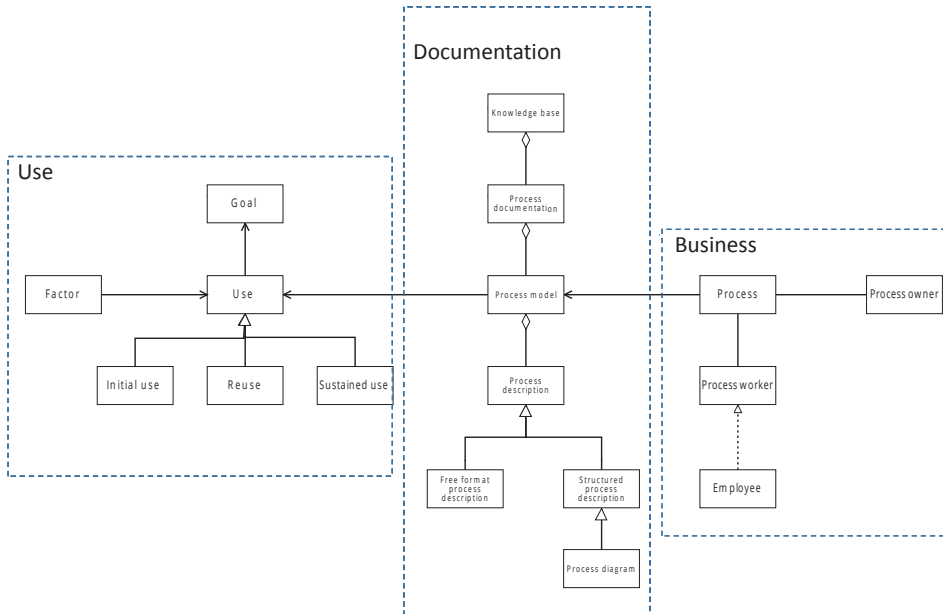 Documentation
Knowledge base
Use
Process
documentation
Goal
Business
Factor
Use
Process model
Process
Process owner
Initial use
Reuse
Sustained use
Process
description
Process worker
Free format
process
description
Structured
process
description
Employee
Process diagram